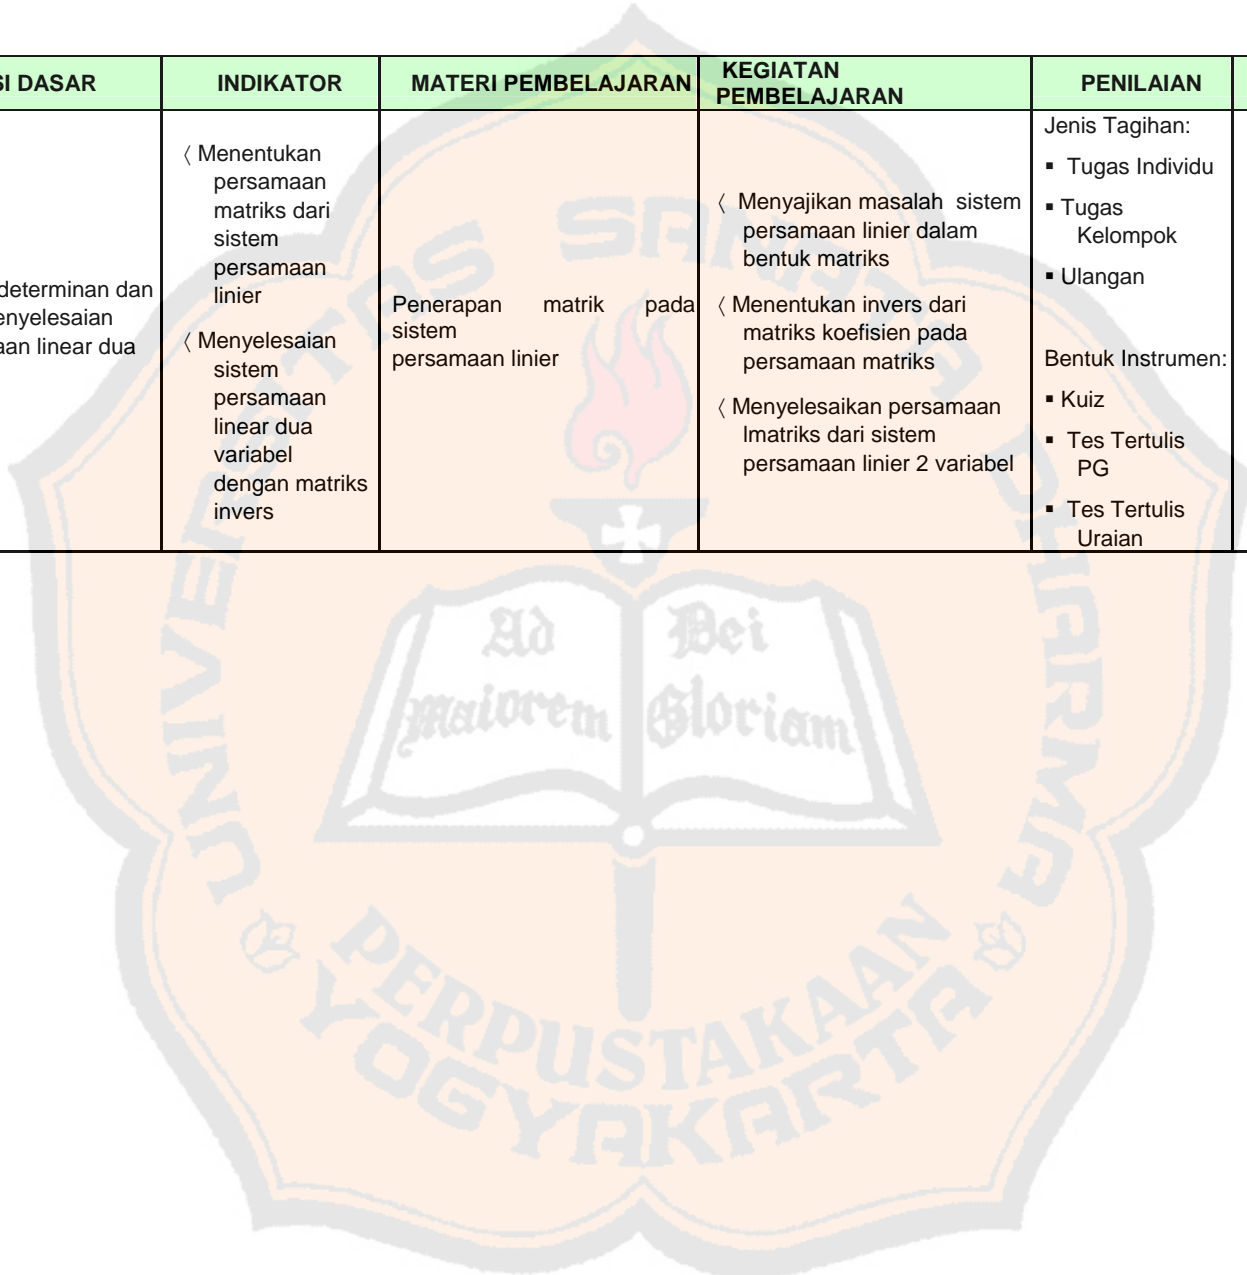 SI DASAR
INDIKATOR
MATERI PEMBELAJARAN
KEGIATAN
PEMBELAJARAN
PENILAIAN
determinan dan
enyelesaian
aan linear dua
〈 Menentukan
persamaan
matriks dari
sistem
persamaan
linier
〈 Menyelesaian
sistem
persamaan
linear dua
variabel
dengan matriks
invers
Penerapan matrik pada
sistem
persamaan linier
〈 Menyajikan masalah sistem
persamaan linier dalam
bentuk matriks
〈 Menentukan invers dari
matriks koefisien pada
persamaan matriks
〈 Menyelesaikan persamaan
lmatriks dari sistem
persamaan linier 2 variabel
Jenis Tagihan:
▪ Tugas Individu
▪ Tugas
Kelompok
▪ Ulangan
Bentuk Instrumen:
▪ Kuiz
▪ Tes Tertulis
PG
▪ Tes Tertulis
Uraian
UNIVERSITAS SANATA DHARMA
Ad Dei
Maiorem Gloriam
PERPUSTAKAAN
YOGYAKARTA